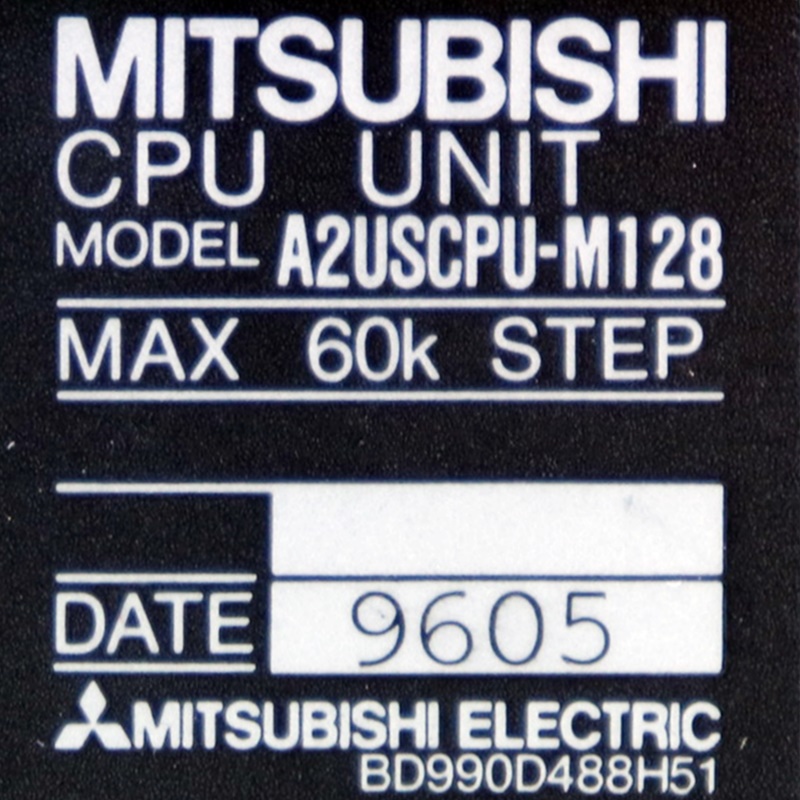 MITSUBISHI
CPU UNIT
MODEL A2USCPU-M128
MAX 60k STEP
DATE 9605
MITSUBISHI ELECTRIC
BD990D488H51